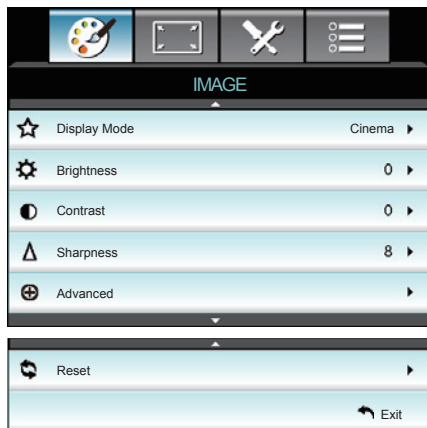 IMAGE
Display Mode Cinema
Brightness 0
Contrast 0
Sharpness 8
Advanced
Reset
Exit